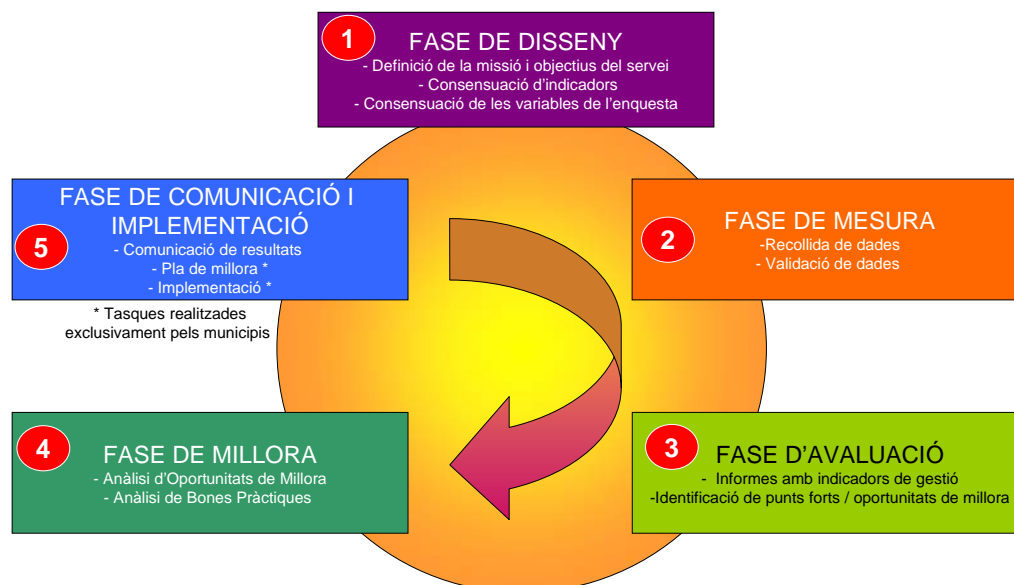 1
FASE DE DISSENY
- Definició de la missió i objectius del servei
- Consensuació d'indicadors
- Consensuació de les variables de l'enquesta
2
FASE DE MESURA
-Recollida de dades
- Validació de dades
3
FASE D'AVALUACIÓ
- Informes amb indicadors de gestió
-Identificació de punts forts / oportunitats de millora
4
FASE DE MILLORA
- Anàlisi d'Oportunitats de Millora
- Anàlisi de Bones Pràctiques
5
FASE DE COMUNICACIÓ I
IMPLEMENTACIÓ
- Comunicació de resultats
- Pla de millora *
- Implementació *
* Tasques realitzades
exclusivament pels municipis